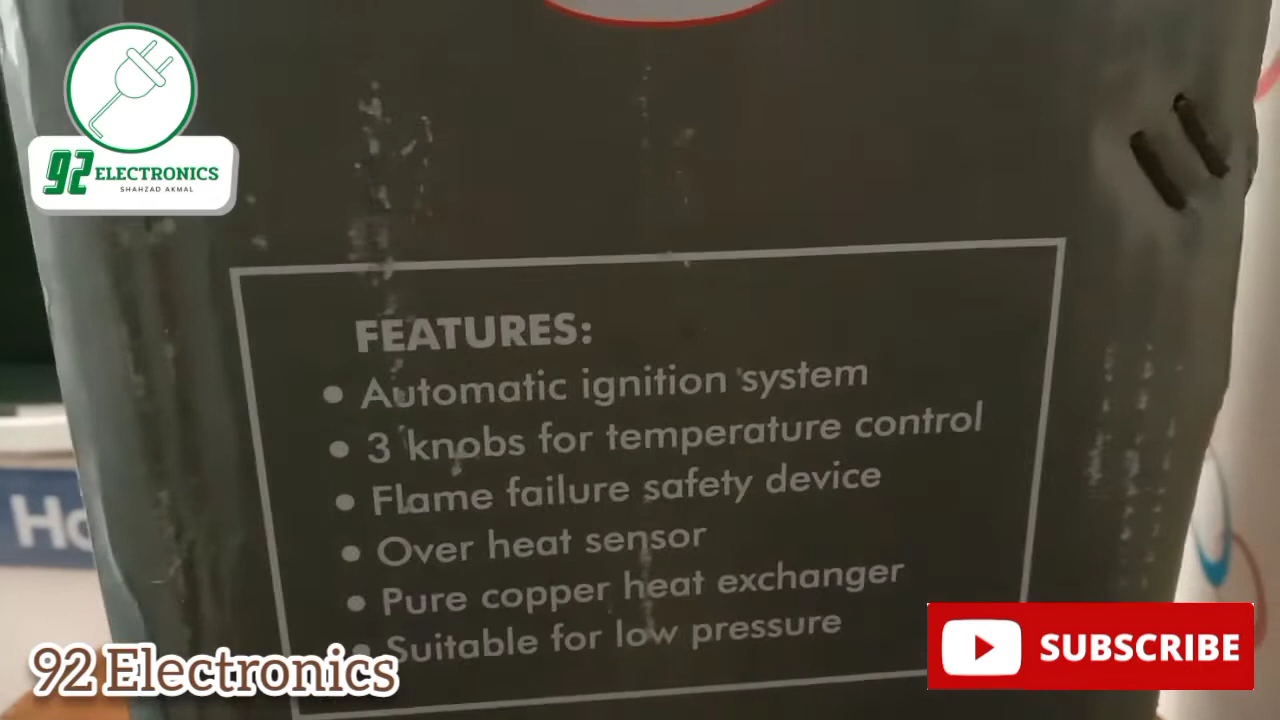 92 ELECTRONICS
SHAHZAD AKMAL
FEATURES:
• Automatic ignition system
• 3 knobs for temperature control
• Flame failure safety device
• Over heat sensor
• Pure copper heat exchanger
• Suitable for low pressure
Ho
92 Electronics
SUBSCRIBE